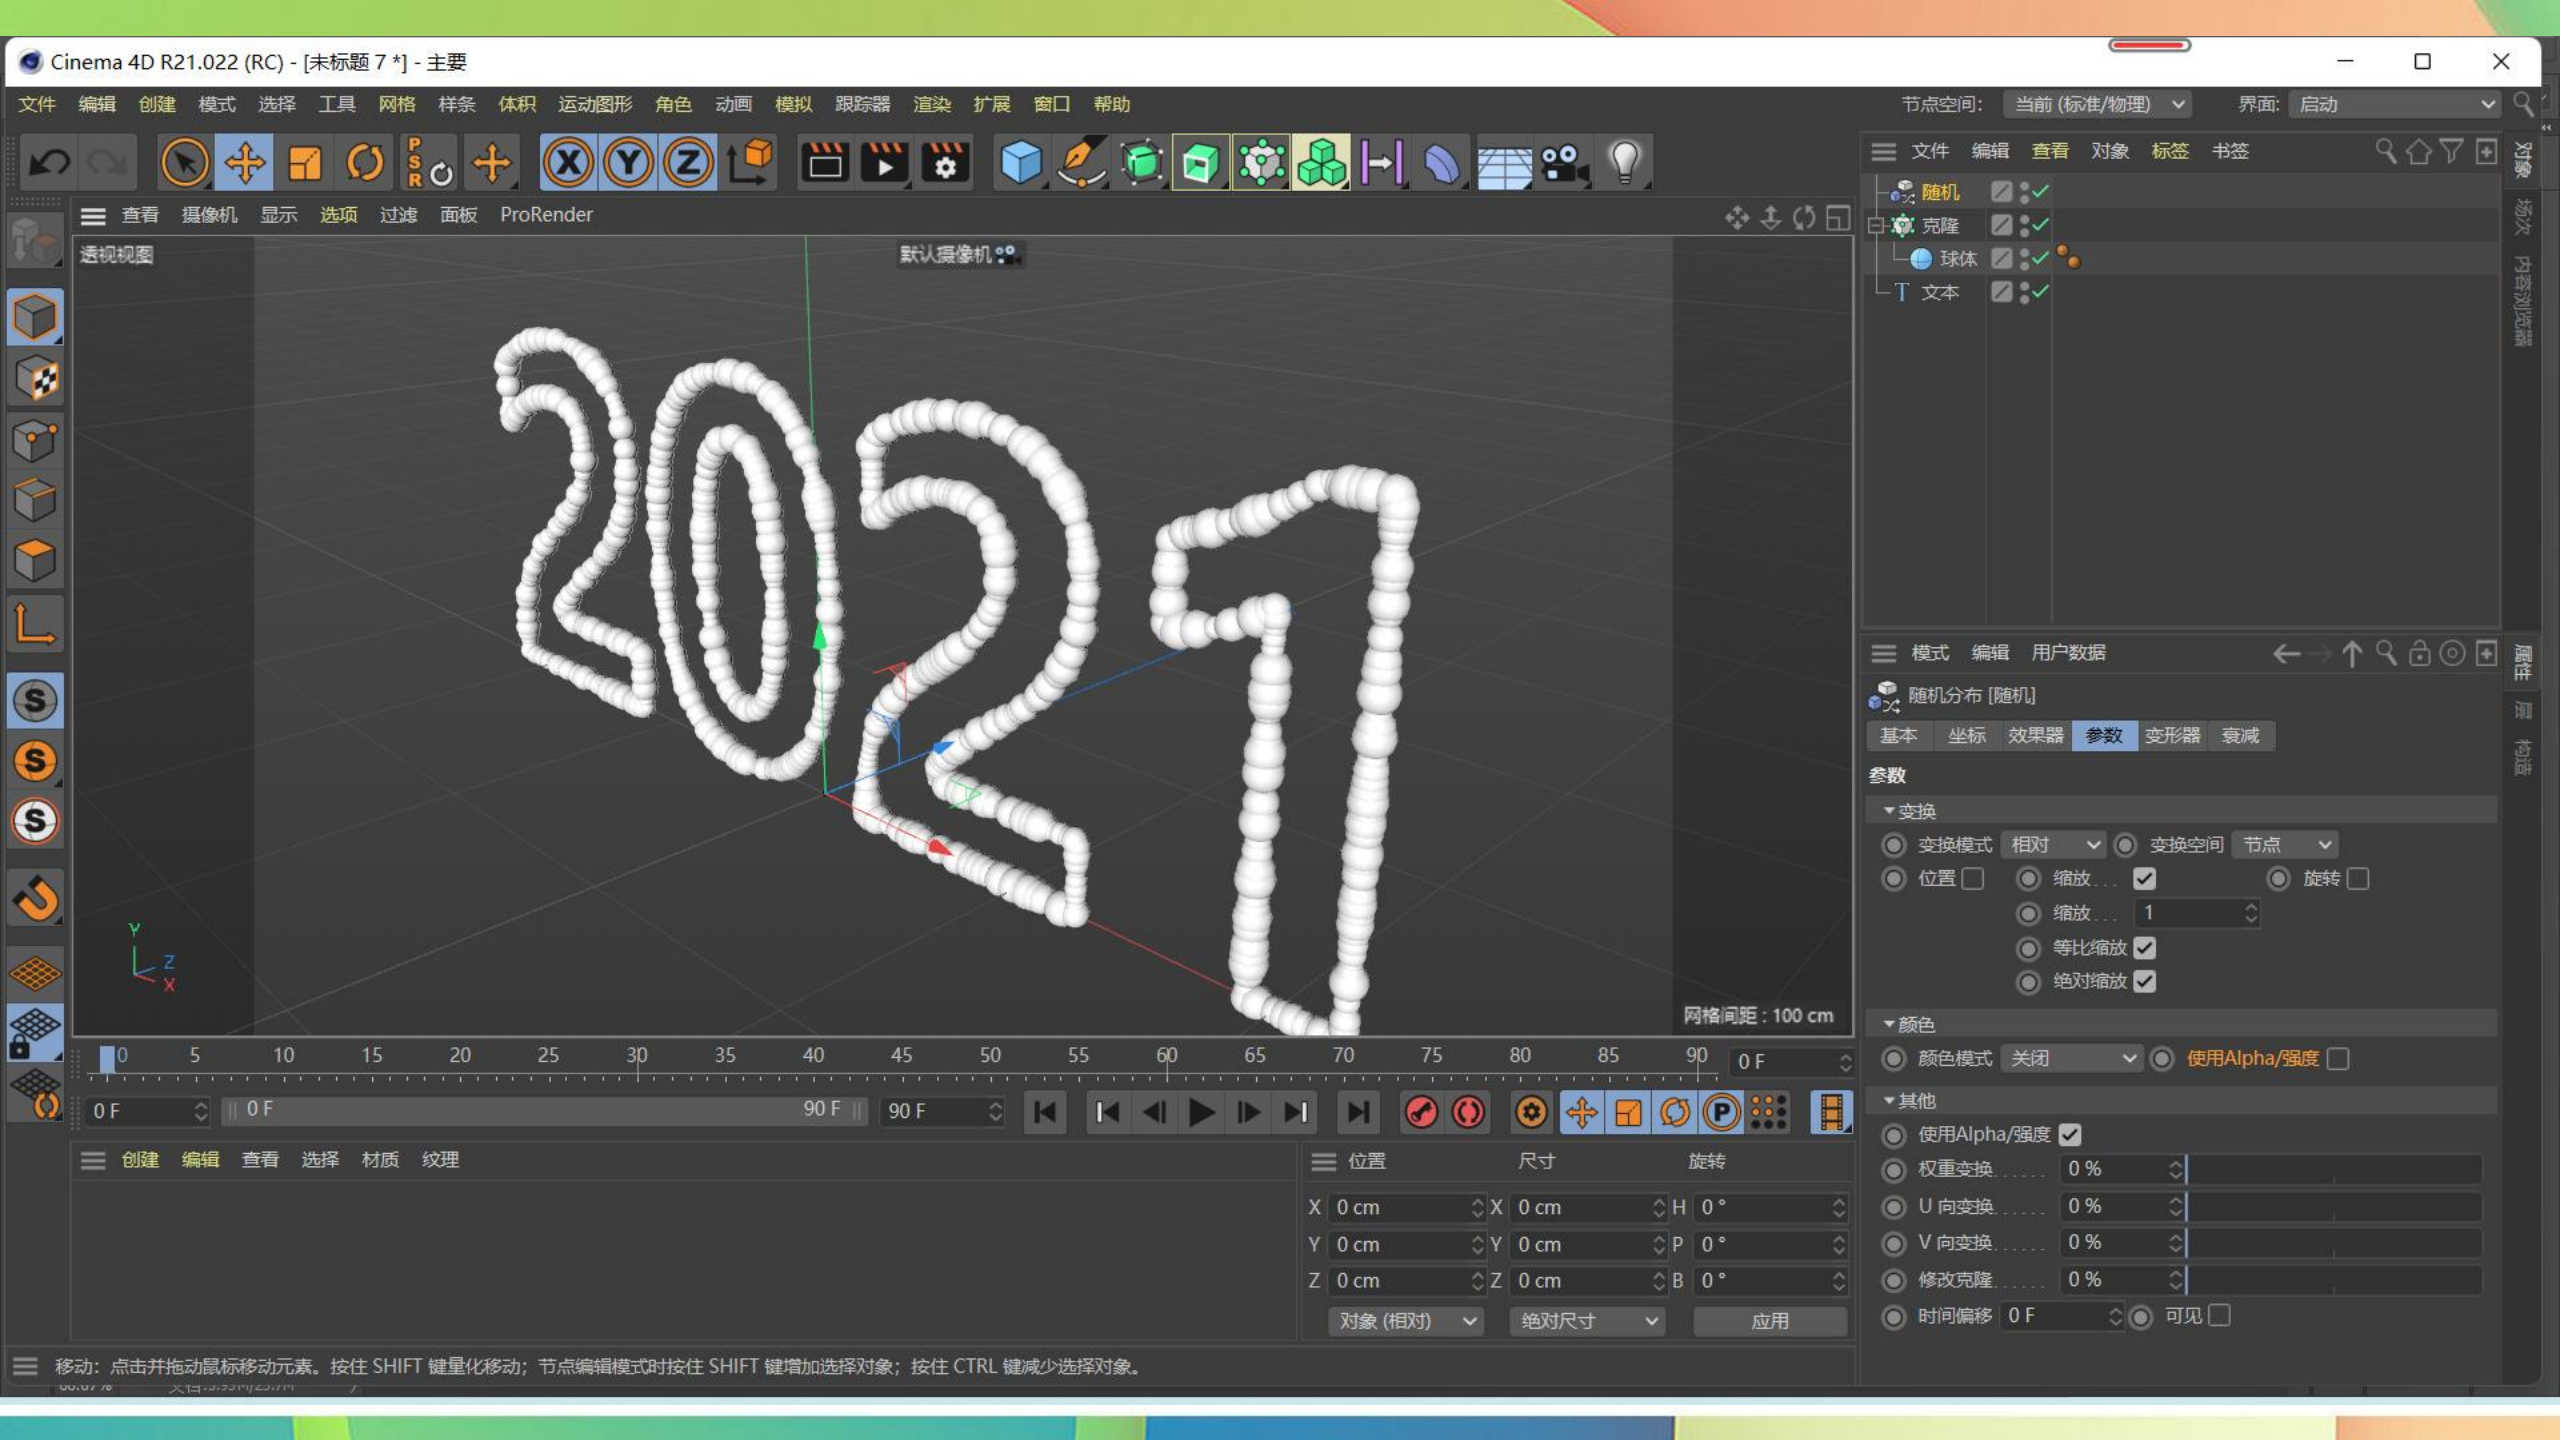 Cinema 4D R21.022 (RC) - [未标题 7 *] - 主要
文件 编辑 创建 模式 选择 工具 网格 样条 体积 运动图形 角色 动画 模拟 跟踪器 渲染 扩展 窗口 帮助
节点空间: 当前 (标准/物理) 界面: 启动
P
S
R
X Y Z
文件 编辑 查看 对象 标签 书签
对象
场次
内容浏览器
随机
克隆
球体
文本
查看 摄像机 显示 选项 过滤 面板 ProRender
透视视图
默认摄像机
Y
Z
X
网格间距 : 100 cm
S
S
S
模式 编辑 用户数据
属性
层
构造
随机分布 [随机]
基本 坐标 效果器 参数 变形器 衰减
参数
变换
变换模式 相对 变换空间 节点
位置 缩放 . . . 旋转
缩放 . . . 1
等比缩放
绝对缩放
颜色
颜色模式 关闭 使用Alpha/强度
其他
使用Alpha/强度
权重变换 . . . . . . 0 %
U 向变换 . . . . . . 0 %
V 向变换 . . . . . . 0 %
修改克隆 . . . . . . 0 %
时间偏移 0 F 可见
0 5 10 15 20 25 30 35 40 45 50 55 60 65 70 75 80 85 90 0 F
0 F 0 F 90 F 90 F
P
创建 编辑 查看 选择 材质 纹理
位置 尺寸 旋转
X 0 cm X 0 cm H 0 °
Y 0 cm Y 0 cm P 0 °
Z 0 cm Z 0 cm B 0 °
对象 (相对) 绝对尺寸 应用
移动：点击并拖动鼠标移动元素。按住 SHIFT 键量化移动；节点编辑模式时按住 SHIFT 键增加选择对象；按住 CTRL 键减少选择对象。